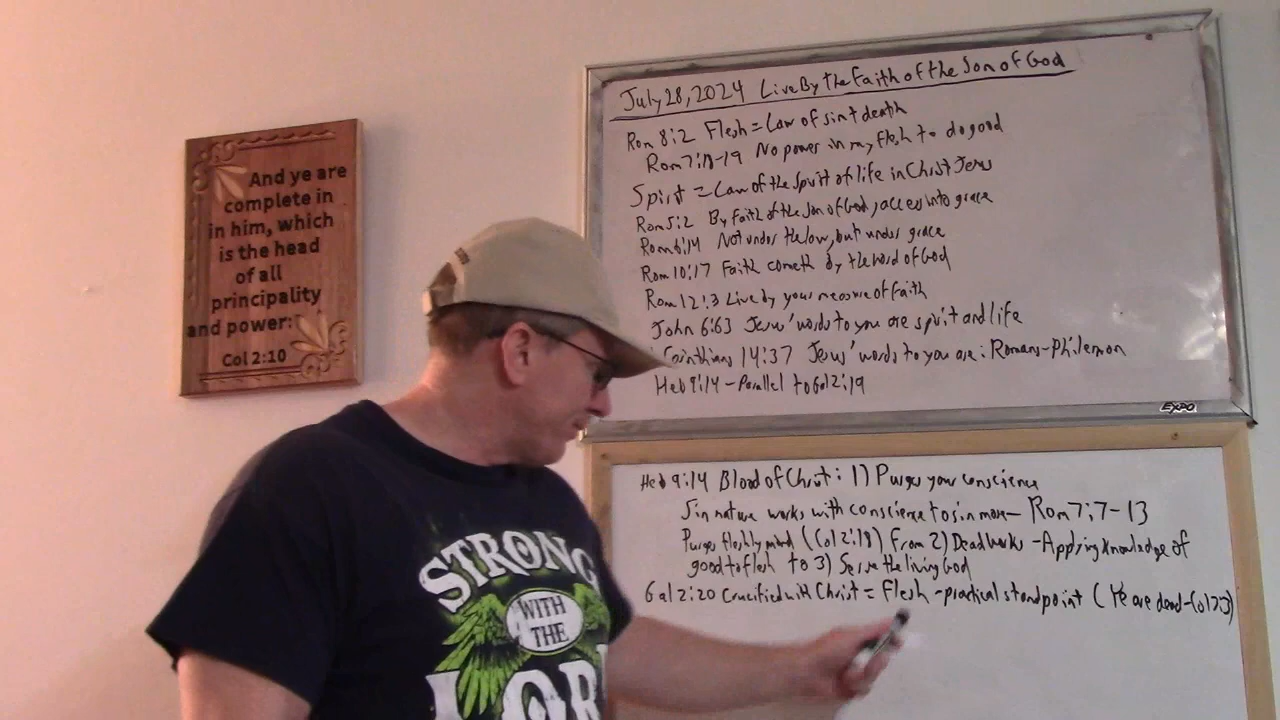 And ye are
complete in
in him, which
is the head
of all
principality
and power:
Col 2:10
July 28, 2024 Live By the Faith of the Son of God
Rom 8:2 Flesh = Law of sin + death
Rom 7:18-19 No power in my flesh to do good
Spirit = Law of the Spirit of life in Christ Jesus
Rom 5:2 By faith of the Son of God, access into grace
Rom 6:14 Not under the law, but under grace
Rom 10:17 Faith cometh by the word of God
Rom 12:3 Live by your measure of faith
John 6:63 Jesus' words to you are spirit and life
Corinthians 14:37 Jesus' words to you are: Romans-Philemon
Heb 9:14 - Parallel to Gal 2:19
EXPO
Heb 9:14 Blood of Christ: 1) Purges your conscience
Sin nature works with conscience to sin more - Rom 7:7-13
Purges fleshly mind (Col 2:18) from 2) Dead works - Applying knowledge of
good to flesh to 3) Serve the living God
Gal 2:20 Crucified with Christ = Flesh - practical standpoint (Ye are dead - Col 3:3)
STRONG
WITH
THE
LOR